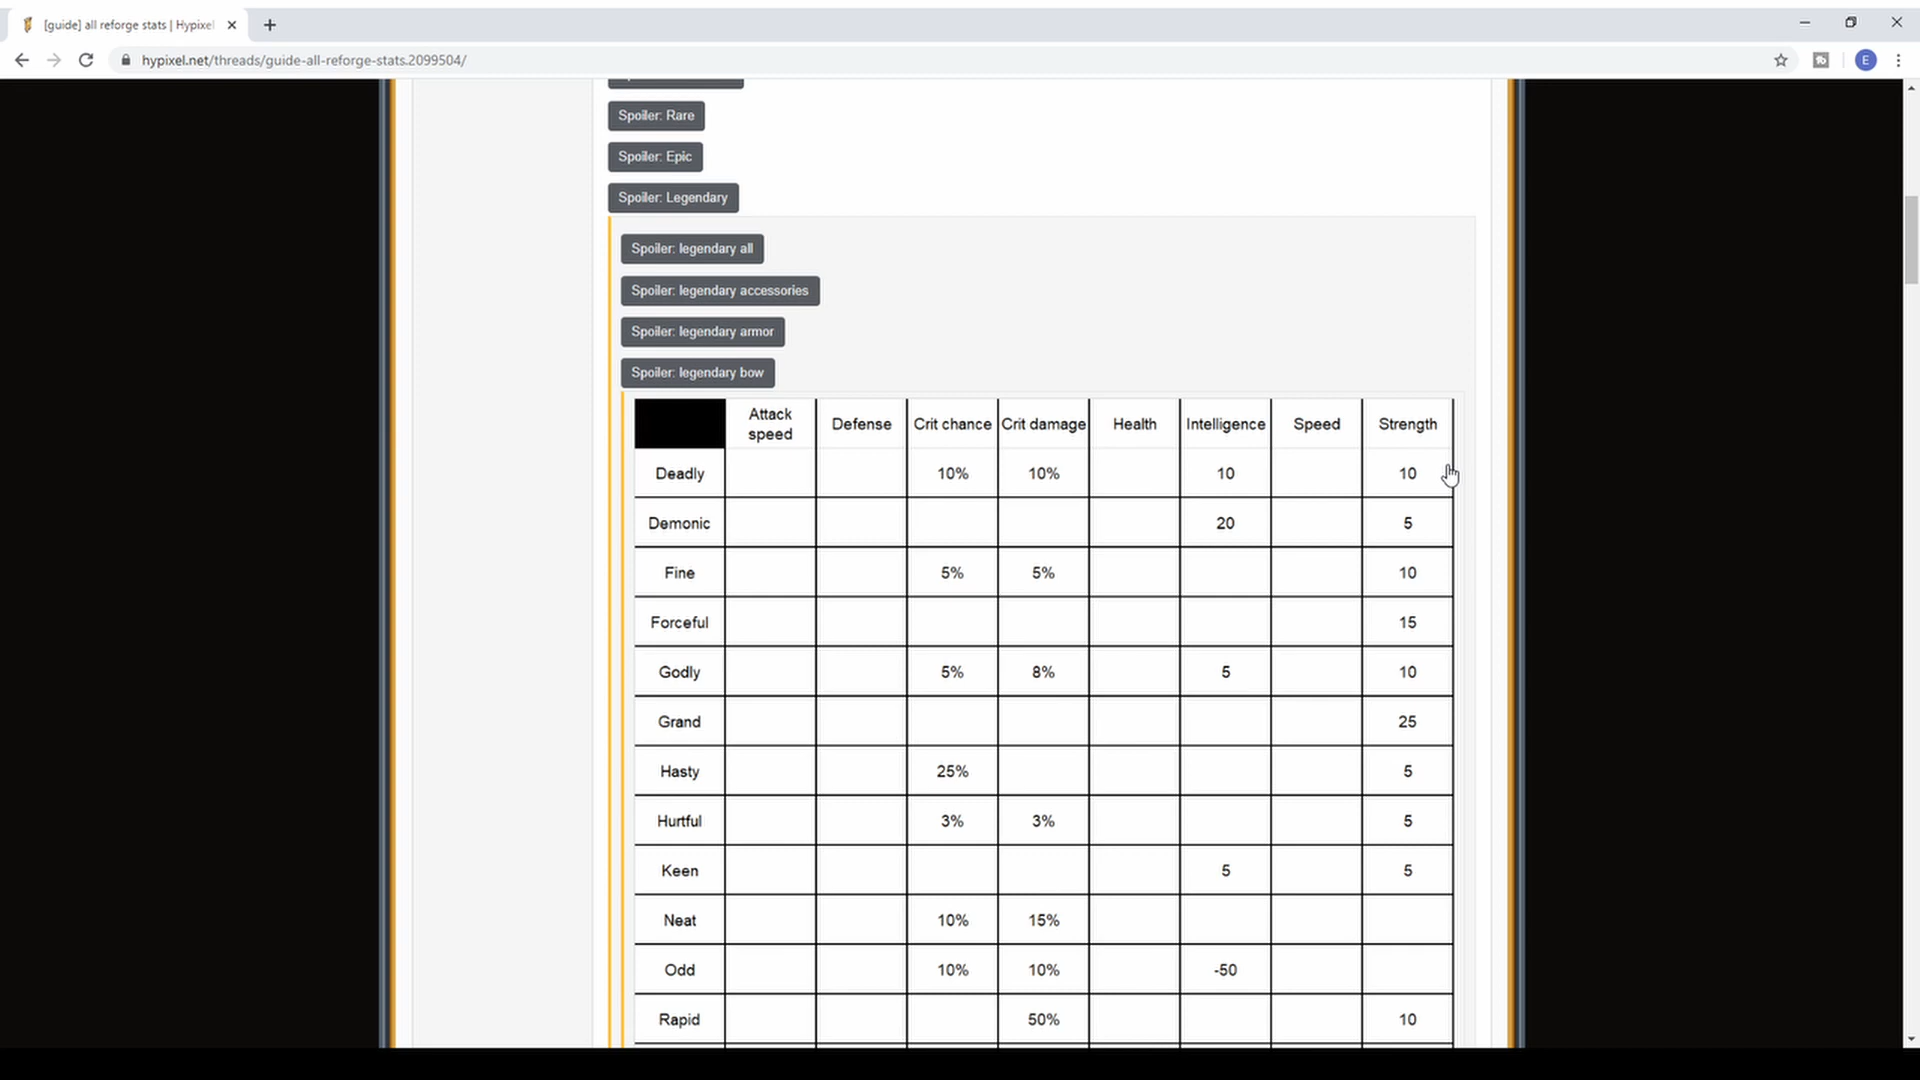 [guide] all reforge stats | Hypixel
hypixel.net/threads/guide-all-reforge-stats.2099504/
E
Spoiler: Rare
Spoiler: Epic
Spoiler: Legendary
Spoiler: legendary all
Spoiler: legendary accessories
Spoiler: legendary armor
Spoiler: legendary bow
Attack speed Defense Crit chance Crit damage Health Intelligence Speed Strength
Deadly 10% 10% 10 10
Demonic 20 5
Fine 5% 5% 10
Forceful 15
Godly 5% 8% 5 10
Grand 25
Hasty 25% 5
Hurtful 3% 3% 5
Keen 5 5
Neat 10% 15%
Odd 10% 10% -50
Rapid 50% 10